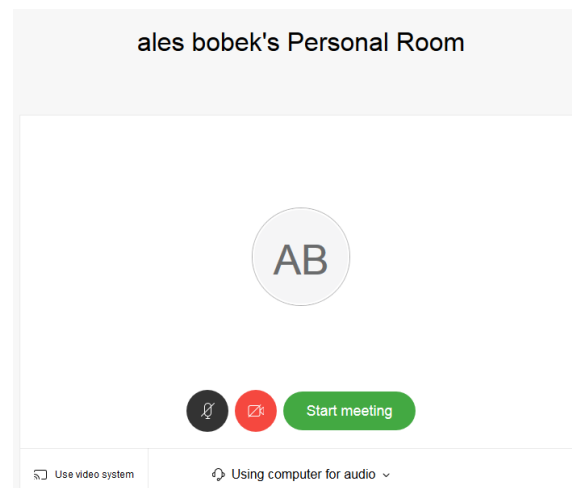 ales bobek's Personal Room
AB
Start meeting
Use video system
Using computer for audio